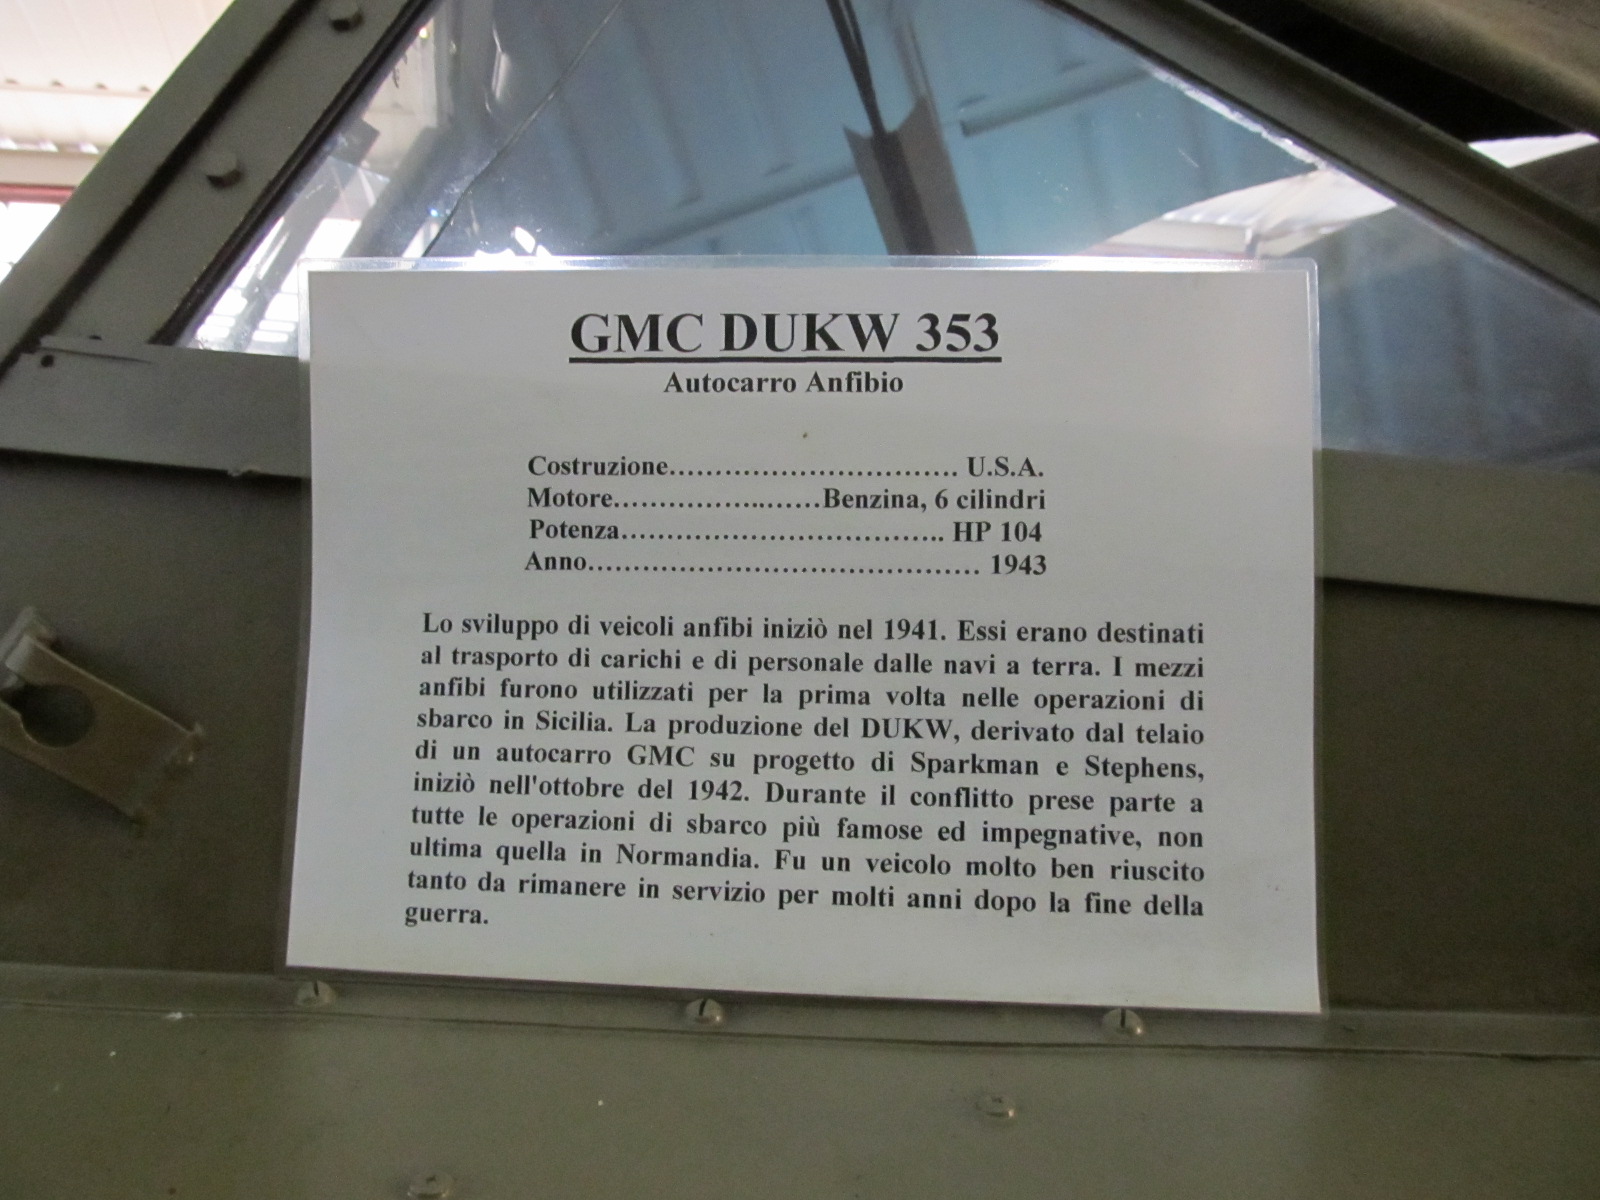 GMC DUKW 353
Autocarro Anfibio
Costruzione............................... U.S.A.
Motore.......................Benzina, 6 cilindri
Potenza................................... HP 104
Anno.......................................... 1943
Lo sviluppo di veicoli anfibi iniziò nel 1941. Essi erano destinati
al trasporto di carichi e di personale dalle navi a terra. I mezzi
anfibi furono utilizzati per la prima volta nelle operazioni di
sbarco in Sicilia. La produzione del DUKW, derivato dal telaio
di un autocarro GMC su progetto di Sparkman e Stephens,
iniziò nell'ottobre del 1942. Durante il conflitto prese parte a
tutte le operazioni di sbarco più famose ed impegnative, non
ultima quella in Normandia. Fu un veicolo molto ben riuscito
tanto da rimanere in servizio per molti anni dopo la fine della
guerra.